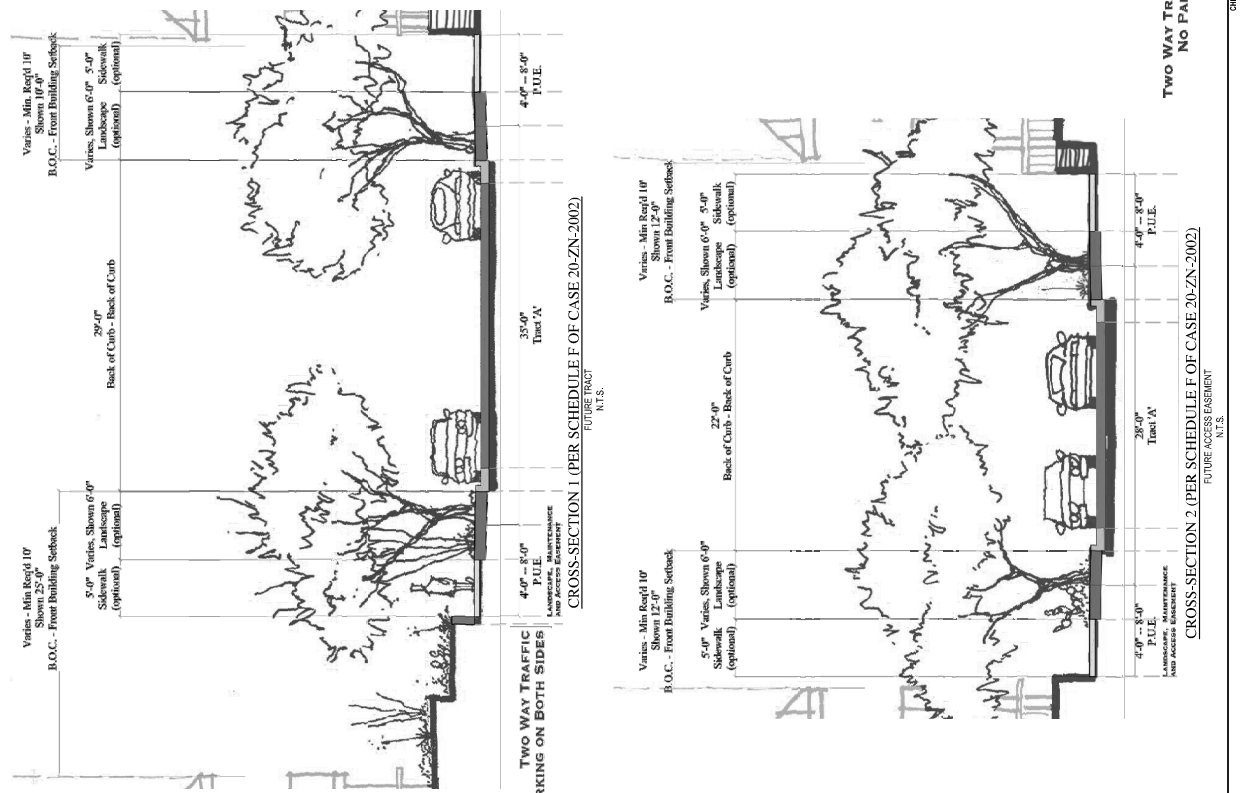 Varies - Min Req'd 10'
Shown 25'-0"
B.O.C. - Front Building Setback
5'-0"
Sidewalk
(optional)
Varies, Shown 6'-0"
Landscape
(optional)
29'-0"
Back of Curb - Back of Curb
Varies - Min. Req'd 10'
Shown 10'-0"
B.O.C. - Front Building Setback
Varies, Shown 6'-0"
Landscape
(optional)
5'-0"
Sidewalk
(optional)
4'-0" -- 8'-0"
P.U.E.
LANDSCAPE, MAINTENANCE
AND ACCESS EASEMENT
35'-0"
Tract 'A'
4'-0" -- 8'-0"
P.U.E.
TWO WAY TRAFFIC
RKING ON BOTH SIDES
CROSS-SECTION 1 (PER SCHEDULE F OF CASE 20-ZN-2002)
FUTURE TRACT
N.T.S.
Varies - Min Req'd 10'
Shown 12'-0"
B.O.C. - Front Building Setback
5'-0"
Sidewalk
(optional)
Varies, Shown 6'-0"
Landscape
(optional)
22'-0"
Back of Curb - Back of Curb
Varies - Min Req'd 10'
Shown 12'-0"
B.O.C. - Front Building Setback
Varies, Shown 6'-0"
Landscape
(optional)
5'-0"
Sidewalk
(optional)
4'-0" -- 8'-0"
P.U.E.
LANDSCAPE, MAINTENANCE
AND ACCESS EASEMENT
28'-0"
Tract 'A'
4'-0" -- 8'-0"
P.U.E.
TWO WAY TR
NO PA
CROSS-SECTION 2 (PER SCHEDULE F OF CASE 20-ZN-2002)
FUTURE ACCESS EASEMENT
N.T.S.